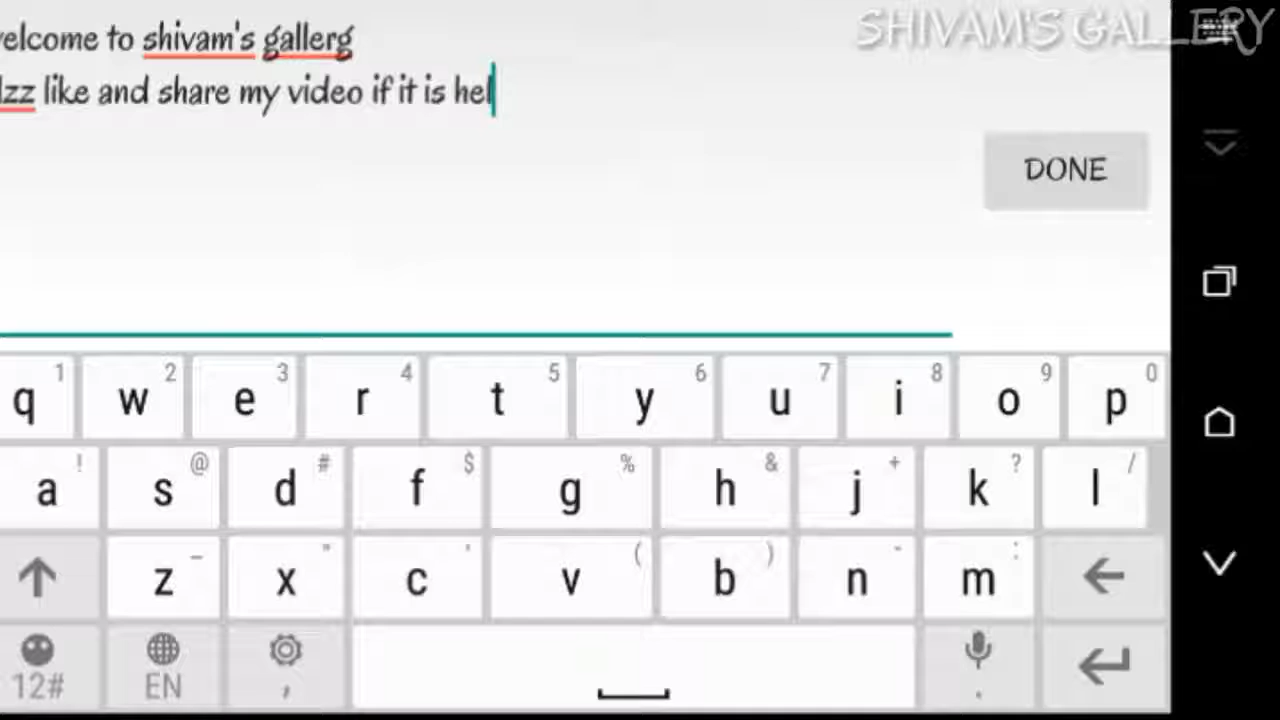 elcome to shivam's gallerg
lzz like and share my video if it is hel
SHIVAM'S GALLERY
DONE
q 1 w 2 e 3 r 4 t 5 y 6 u 7 i 8 o 9 p 0
a ! s @ d # f $ g % h & j + k ? l /
z _ x " c ' v ( b ) n - m :
12# EN , .